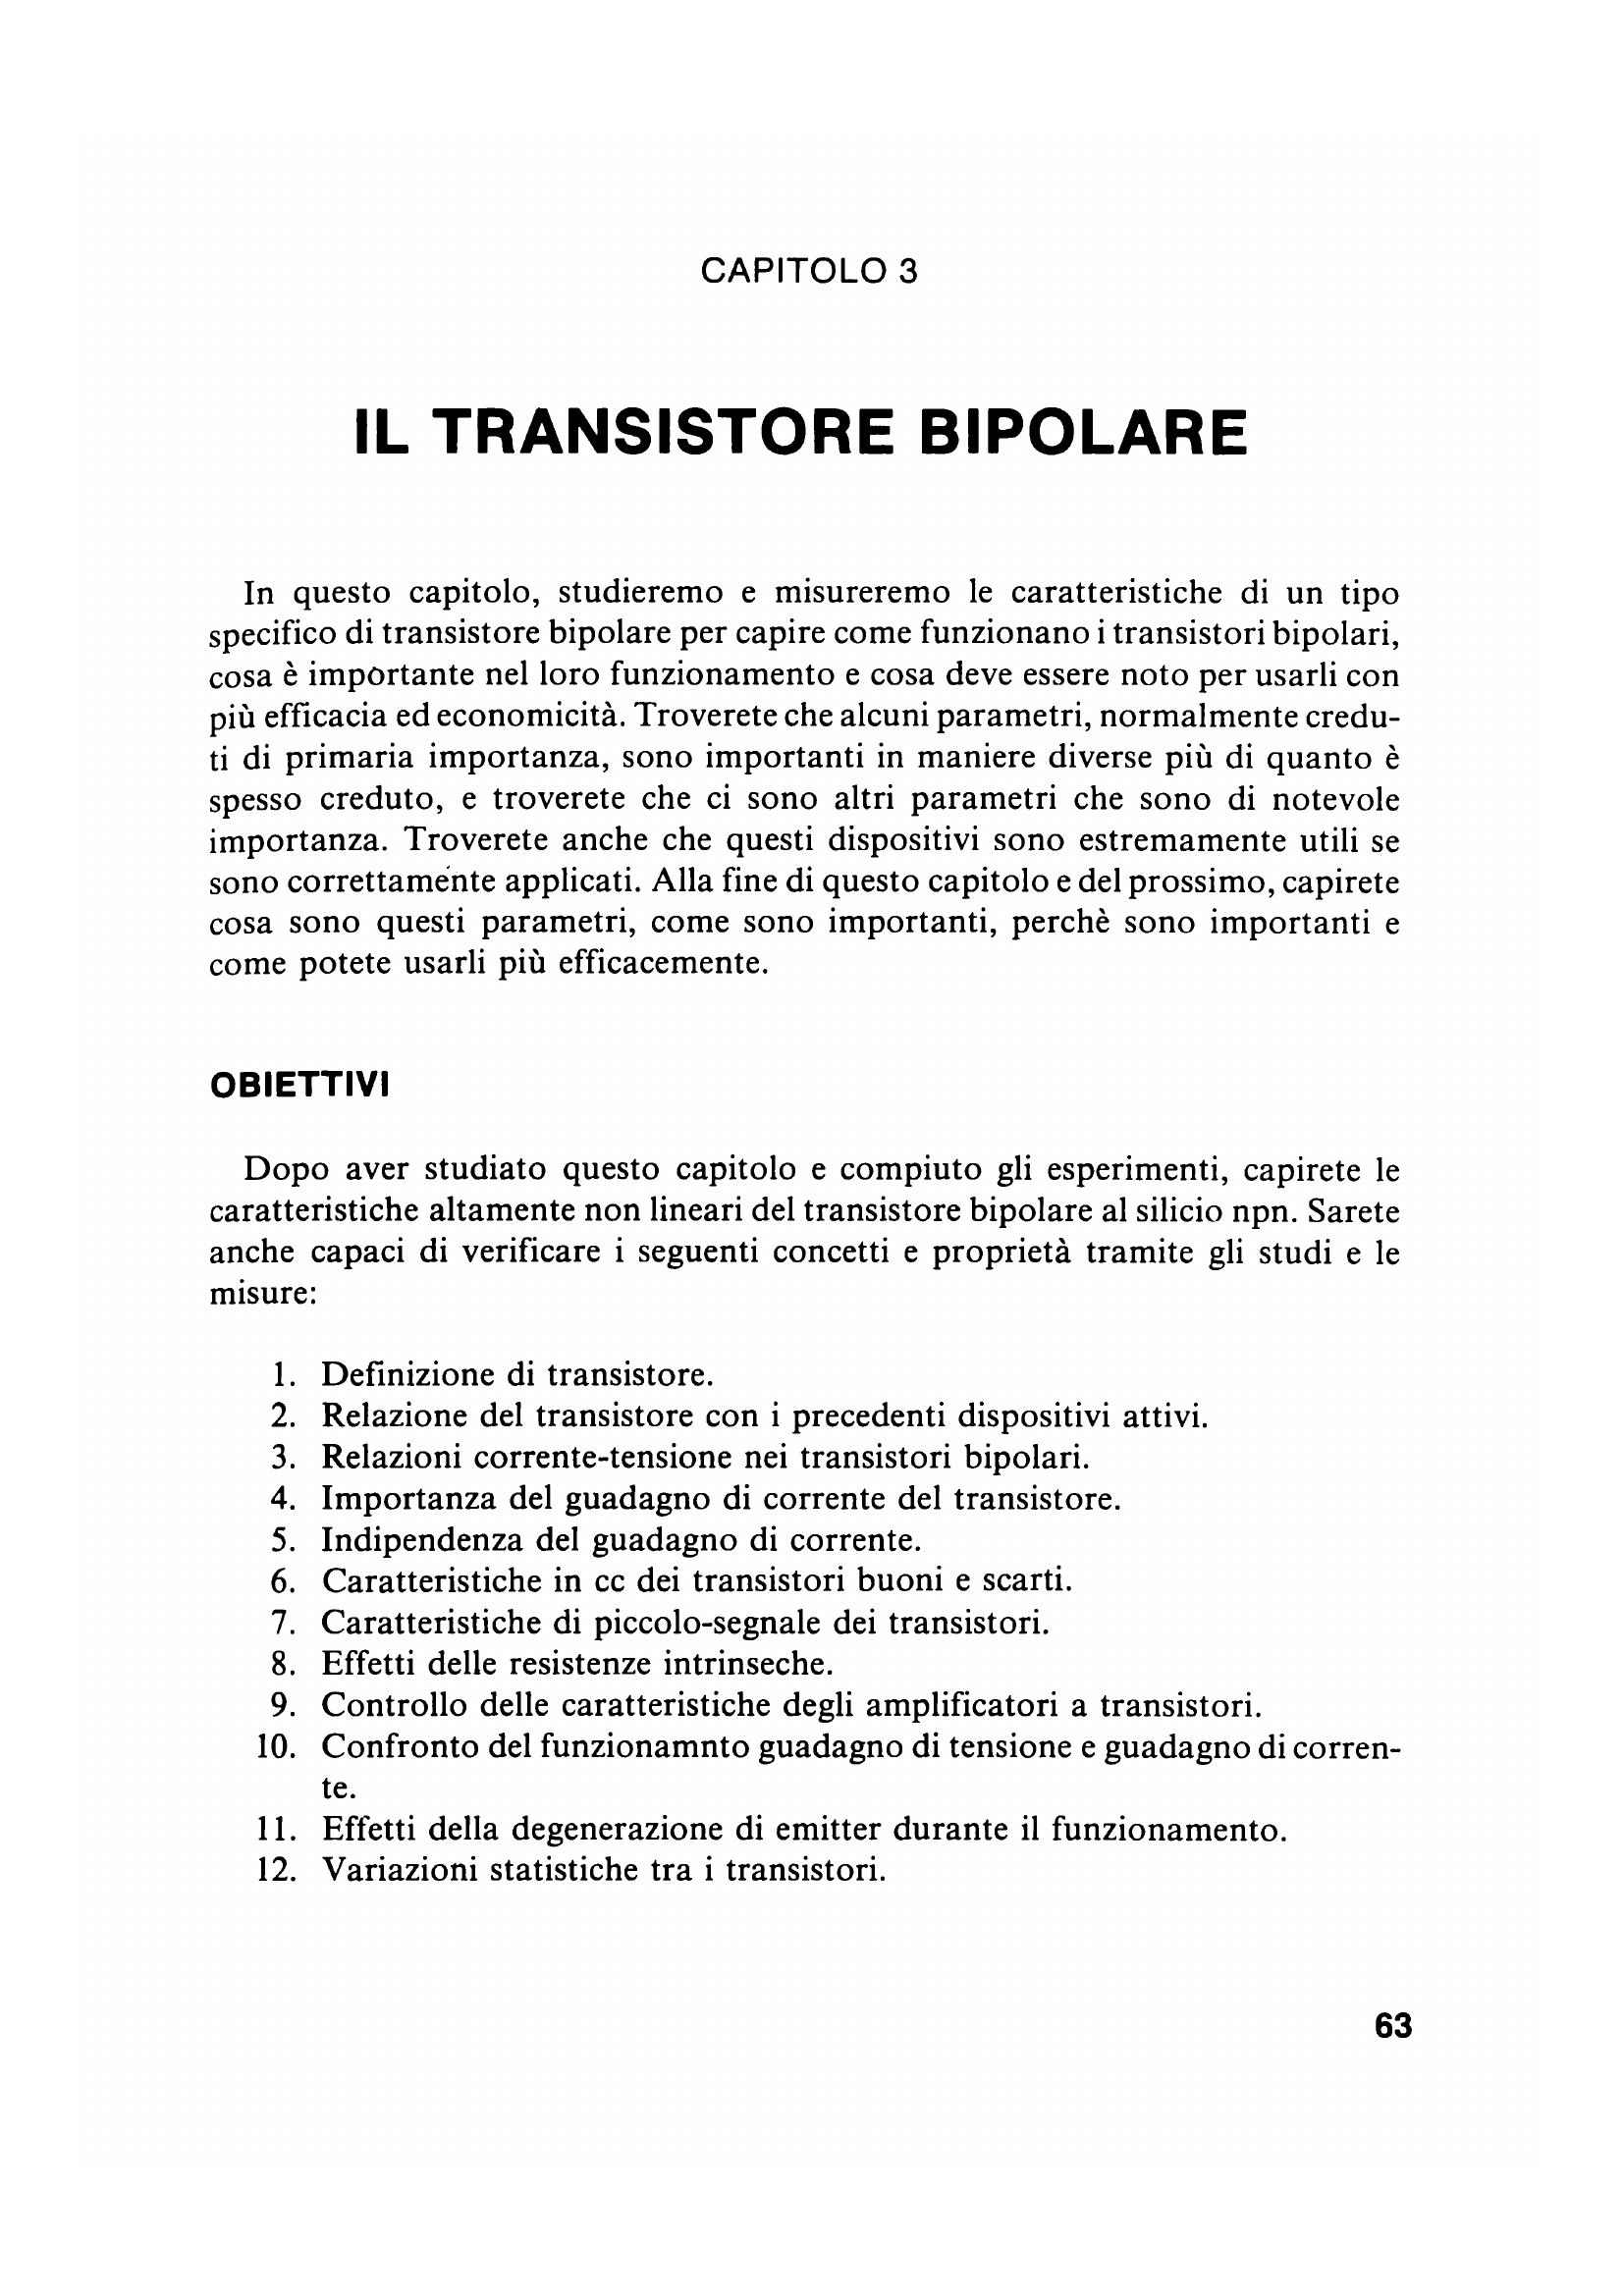 CAPITOLO 3
IL TRANSISTORE BIPOLARE
In questo capitolo, studieremo e misureremo le caratteristiche di un tipo
specifico di transistore bipolare per capire come funzionano i transistori bipolari,
cosa è importante nel loro funzionamento e cosa deve essere noto per usarli con
più efficacia ed economicità. Troverete che alcuni parametri, normalmente credu-
ti di primaria importanza, sono importanti in maniere diverse più di quanto è
spesso creduto, e troverete che ci sono altri parametri che sono di notevole
importanza. Troverete anche che questi dispositivi sono estremamente utili se
sono correttamente applicati. Alla fine di questo capitolo e del prossimo, capirete
cosa sono questi parametri, come sono importanti, perchè sono importanti e
come potete usarli più efficacemente.
OBIETTIVI
Dopo aver studiato questo capitolo e compiuto gli esperimenti, capirete le
caratteristiche altamente non lineari del transistore bipolare al silicio npn. Sarete
anche capaci di verificare i seguenti concetti e proprietà tramite gli studi e le
misure:
1. Definizione di transistore.
2. Relazione del transistore con i precedenti dispositivi attivi.
3. Relazioni corrente-tensione nei transistori bipolari.
4. Importanza del guadagno di corrente del transistore.
5. Indipendenza del guadagno di corrente.
6. Caratteristiche in cc dei transistori buoni e scarti.
7. Caratteristiche di piccolo-segnale dei transistori.
8. Effetti delle resistenze intrinseche.
9. Controllo delle caratteristiche degli amplificatori a transistori.
10. Confronto del funzionamnto guadagno di tensione e guadagno di corren-
te.
11. Effetti della degenerazione di emitter durante il funzionamento.
12. Variazioni statistiche tra i transistori.
63